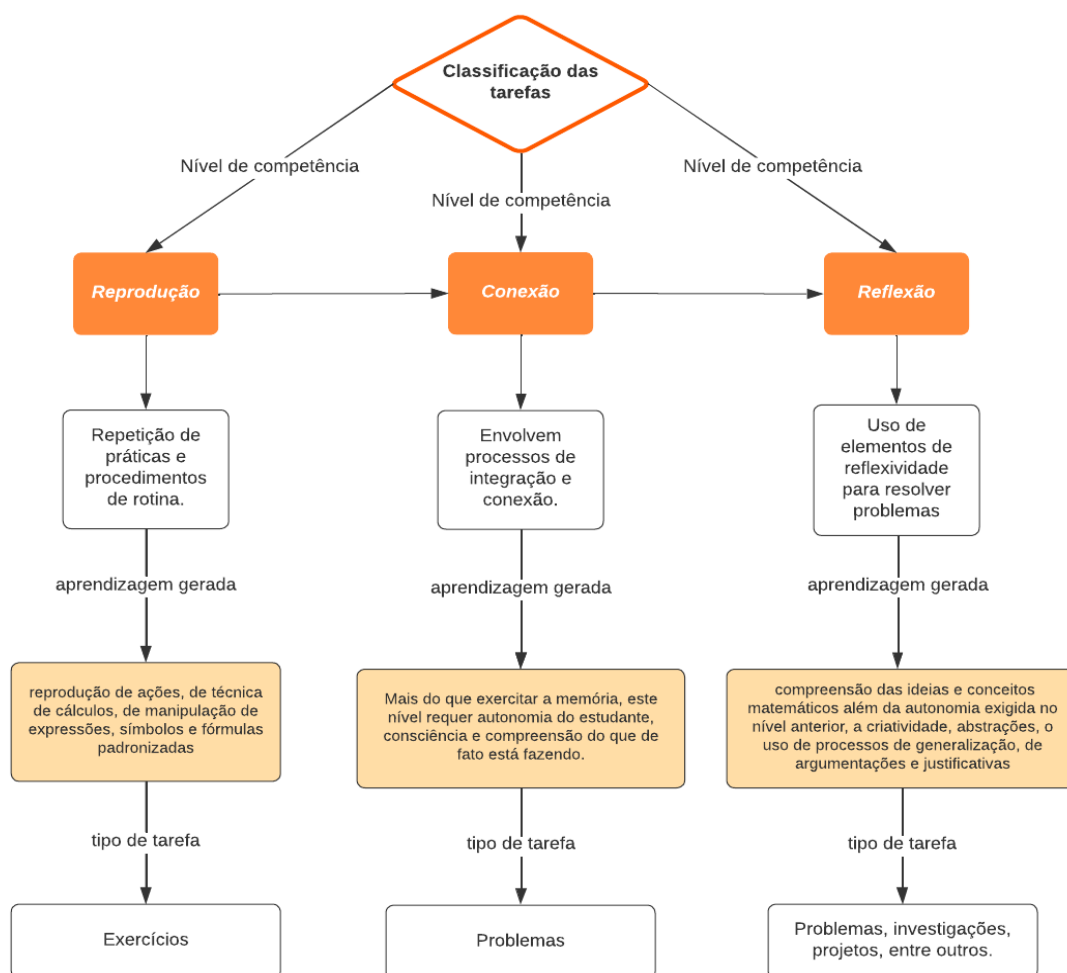 Classificação das
tarefas
Nível de competência
Nível de competência
Nível de competência
Reprodução
Conexão
Reflexão
Repetição de
práticas e
procedimentos
de rotina.
Envolvem
processos de
integração e
conexão.
Uso de
elementos de
reflexividade
para resolver
problemas
aprendizagem gerada
aprendizagem gerada
aprendizagem gerada
reprodução de ações, de técnica
de cálculos, de manipulação de
expressões, símbolos e fórmulas
padronizadas
Mais do que exercitar a memória, este
nível requer autonomia do estudante,
consciência e compreensão do que de
fato está fazendo.
compreensão das ideias e conceitos
matemáticos além da autonomia exigida no
nível anterior, a criatividade, abstrações, o
uso de processos de generalização, de
argumentações e justificativas
tipo de tarefa
tipo de tarefa
tipo de tarefa
Exercícios
Problemas
Problemas, investigações,
projetos, entre outros.